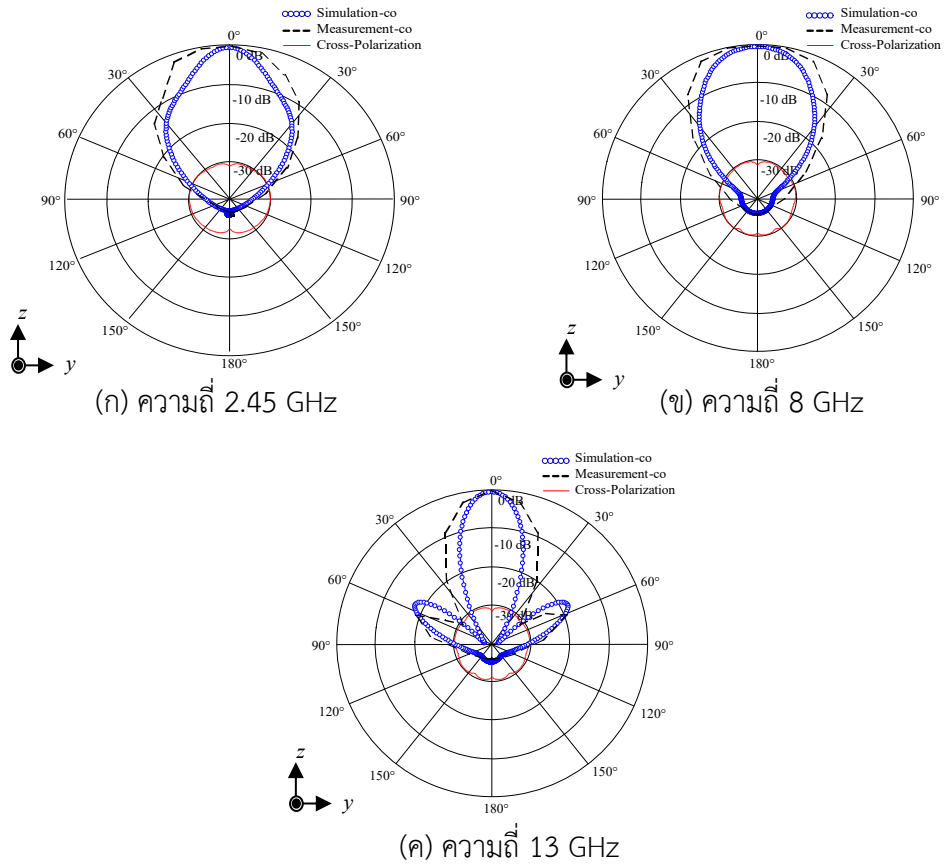 Simulation-co
Measurement-co
Cross-Polarization
0°
0 dB
30°
30°
-10 dB
60°
60°
-20 dB
-30 dB
90°
90°
120°
120°
150°
150°
180°
z
y
(ก) ความถี่ 2.45 GHz
Simulation-co
Measurement-co
Cross-Polarization
0°
0 dB
30°
30°
-10 dB
60°
60°
-20 dB
-30 dB
90°
90°
120°
120°
150°
150°
180°
z
y
(ข) ความถี่ 8 GHz
Simulation-co
Measurement-co
Cross-Polarization
0°
0 dB
30°
30°
-10 dB
60°
60°
-20 dB
-30 dB
90°
90°
120°
120°
150°
150°
180°
z
y
(ค) ความถี่ 13 GHz